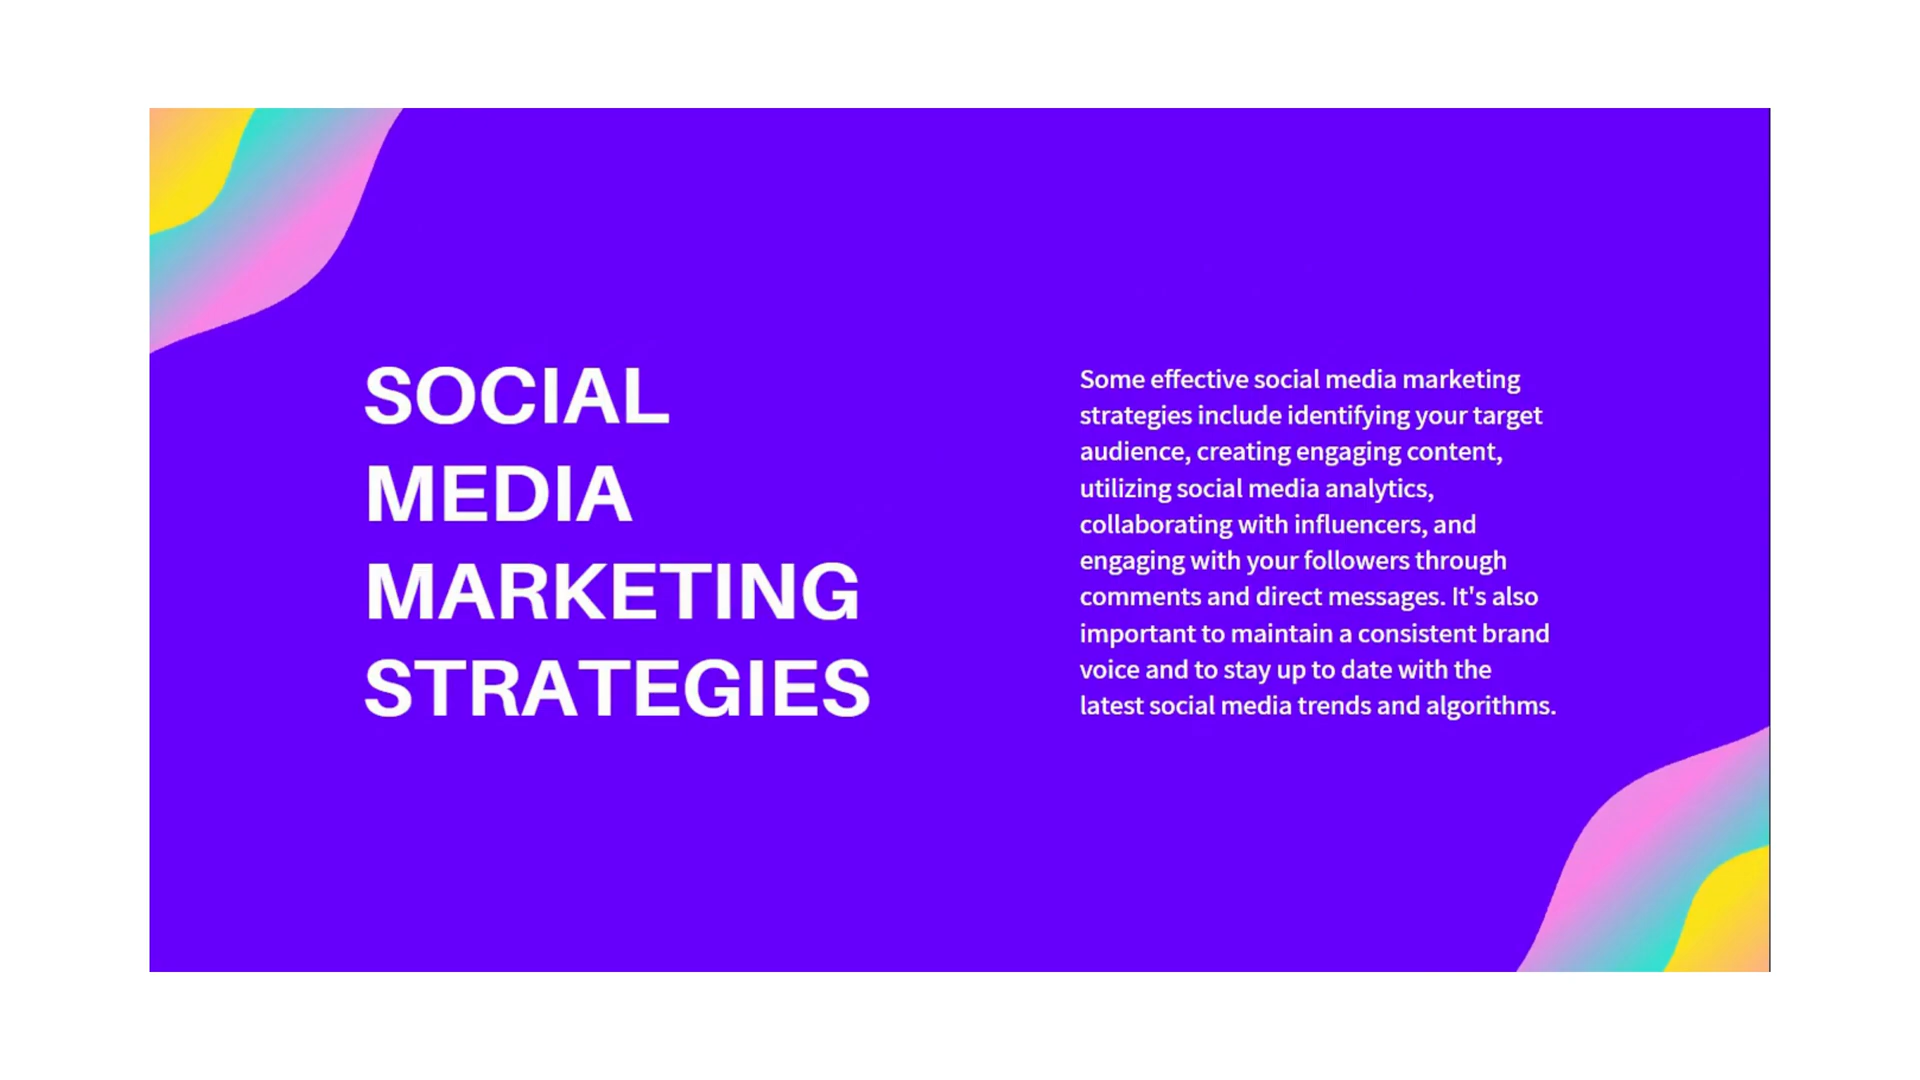 SOCIAL
MEDIA
MARKETING
STRATEGIES
Some effective social media marketing
strategies include identifying your target
audience, creating engaging content,
utilizing social media analytics,
collaborating with influencers, and
engaging with your followers through
comments and direct messages. It's also
important to maintain a consistent brand
voice and to stay up to date with the
latest social media trends and algorithms.